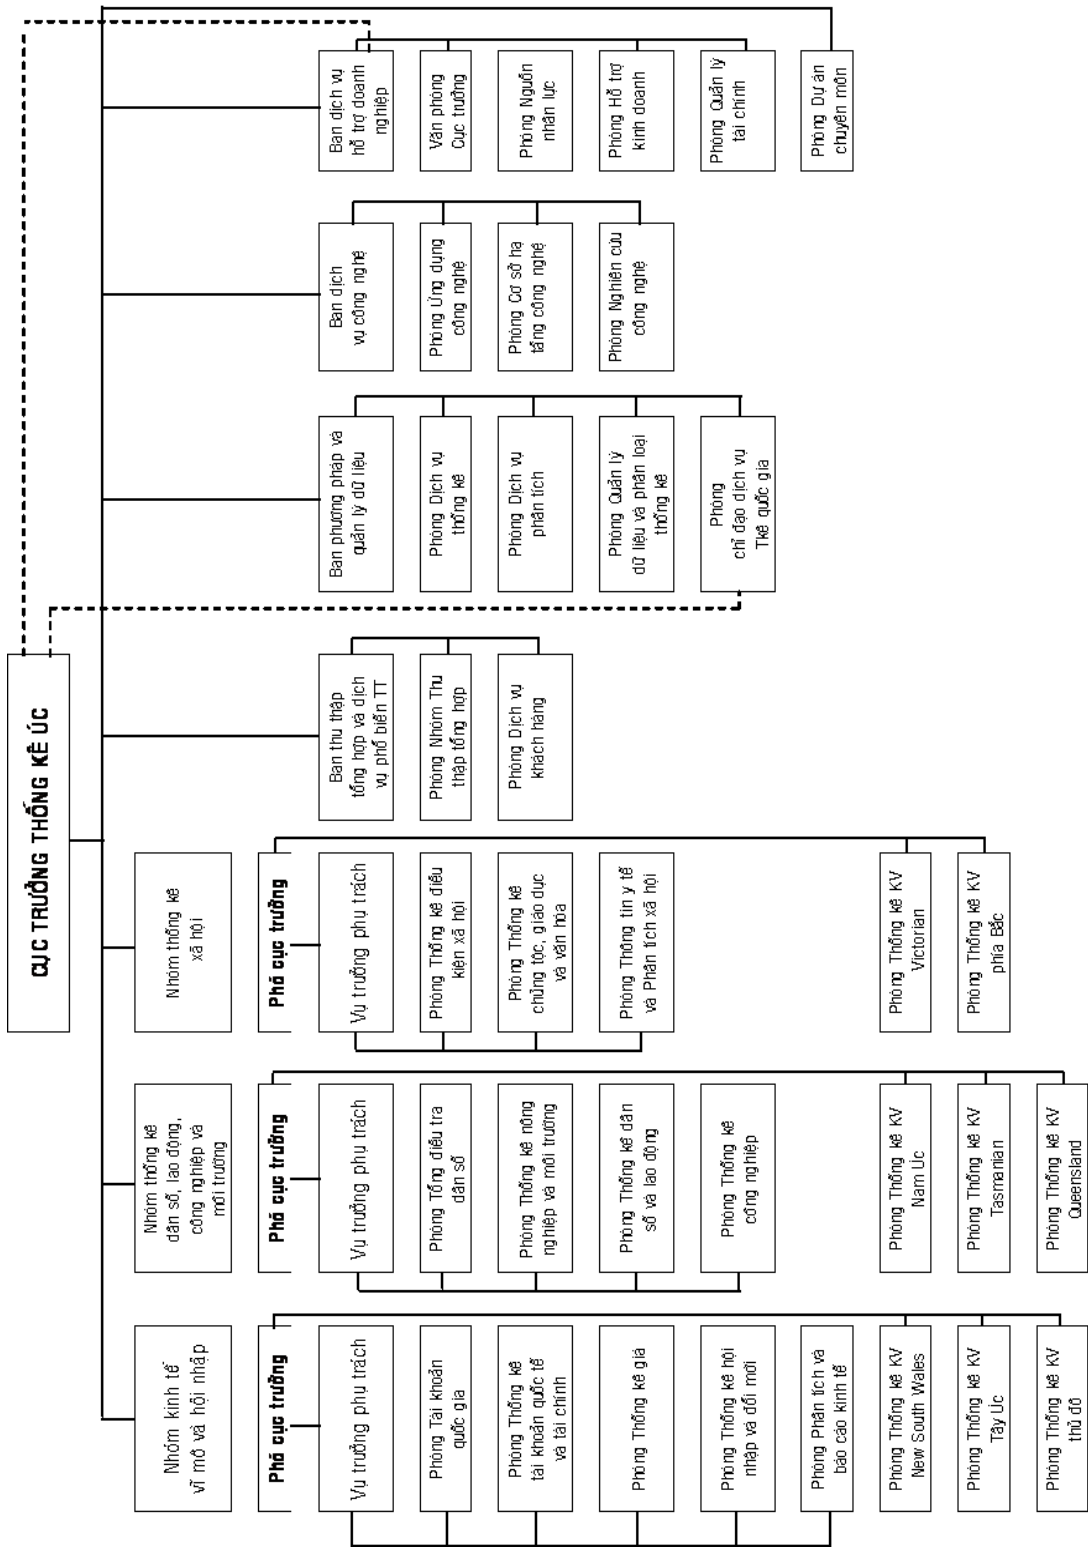 CỤC TRƯỞNG THỐNG KÊ ÚC
Nhóm kinh tế
vĩ mô và hội nhập
Phó cục trưởng
Vụ trưởng phụ trách
Phòng Tài khoản
quốc gia
Phòng Thống kê
tài khoản quốc tế
và tài chính
Phòng Thống kê giá
Phòng Thống kê hội
nhập và đổi mới
Phòng Phân tích và
báo cáo kinh tế
Phòng Thống kê KV
New South Wales
Phòng Thống kê KV
Tây Úc
Phòng Thống kê KV
thủ đô
Nhóm thống kê
dân số, lao động,
công nghiệp và
môi trường
Phó cục trưởng
Vụ trưởng phụ trách
Phòng Tổng điều tra
dân số
Phòng Thống kê nông
nghiệp và môi trường
Phòng Thống kê dân
số và lao động
Phòng Thống kê
công nghiệp
Phòng Thống kê KV
Nam Úc
Phòng Thống kê KV
Tasmanian
Phòng Thống kê KV
Queensland
Nhóm thống kê
xã hội
Phó cục trưởng
Vụ trưởng phụ trách
Phòng Thống kê điều
kiện xã hội
Phòng Thống kê
chủng tộc, giáo dục
và văn hóa
Phòng Thông tin y tế
và Phân tích xã hội
Phòng Thống kê KV
Victorian
Phòng Thống kê KV
phía Bắc
Ban thu thập
tổng hợp và dịch
vụ phổ biến TT
Phòng Nhóm Thu
thập tổng hợp
Phòng Dịch vụ
khách hàng
Ban phương pháp và
quản lý dữ liệu
Phòng Dịch vụ
thống kê
Phòng Dịch vụ
phân tích
Phòng Quản lý
dữ liệu và phân loại
thống kê
Phòng
chỉ đạo dịch vụ
Tkê quốc gia
Ban dịch
vụ công nghệ
Phòng Ứng dụng
công nghệ
Phòng Cơ sở hạ
tầng công nghệ
Phòng Nghiên cứu
công nghệ
Ban dịch vụ
hỗ trợ doanh
nghiệp
Văn phòng
Cục trưởng
Phòng Nguồn
nhân lực
Phòng Hỗ trợ
kinh doanh
Phòng Quản lý
tài chính
Phòng Dự án
chuyên môn